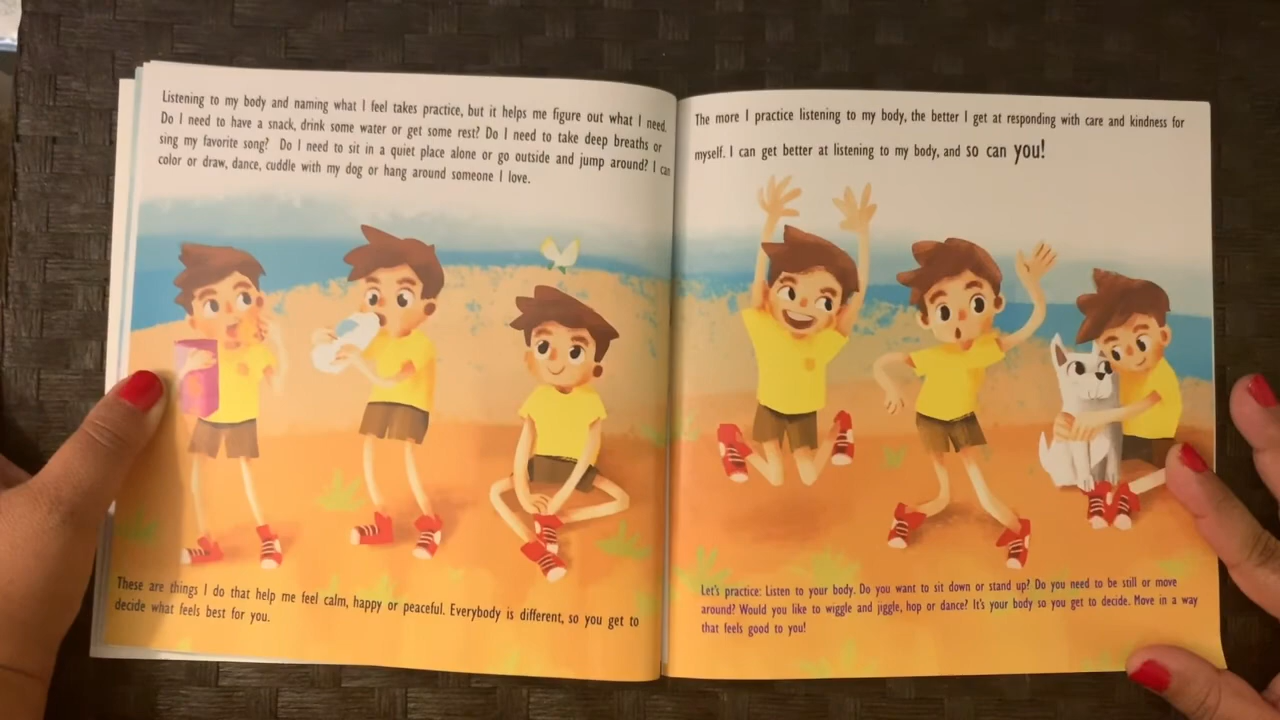 Listening to my body and naming what I feel takes practice, but it helps me figure out what I need.
Do I need to have a snack, drink some water or get some rest? Do I need to take deep breaths or
sing my favorite song? Do I need to sit in a quiet place alone or go outside and jump around? I can
color or draw, dance, cuddle with my dog or hang around someone I love.
These are things I do that help me feel calm, happy or peaceful. Everybody is different, so you get to
decide what feels best for you.
The more I practice listening to my body, the better I get at responding with care and kindness for
myself. I can get better at listening to my body, and so can you!
Let's practice: Listen to your body. Do you want to sit down or stand up? Do you need to be still or move
around? Would you like to wiggle and jiggle, hop or dance? It's your body so you get to decide. Move in a way
that feels good to you!